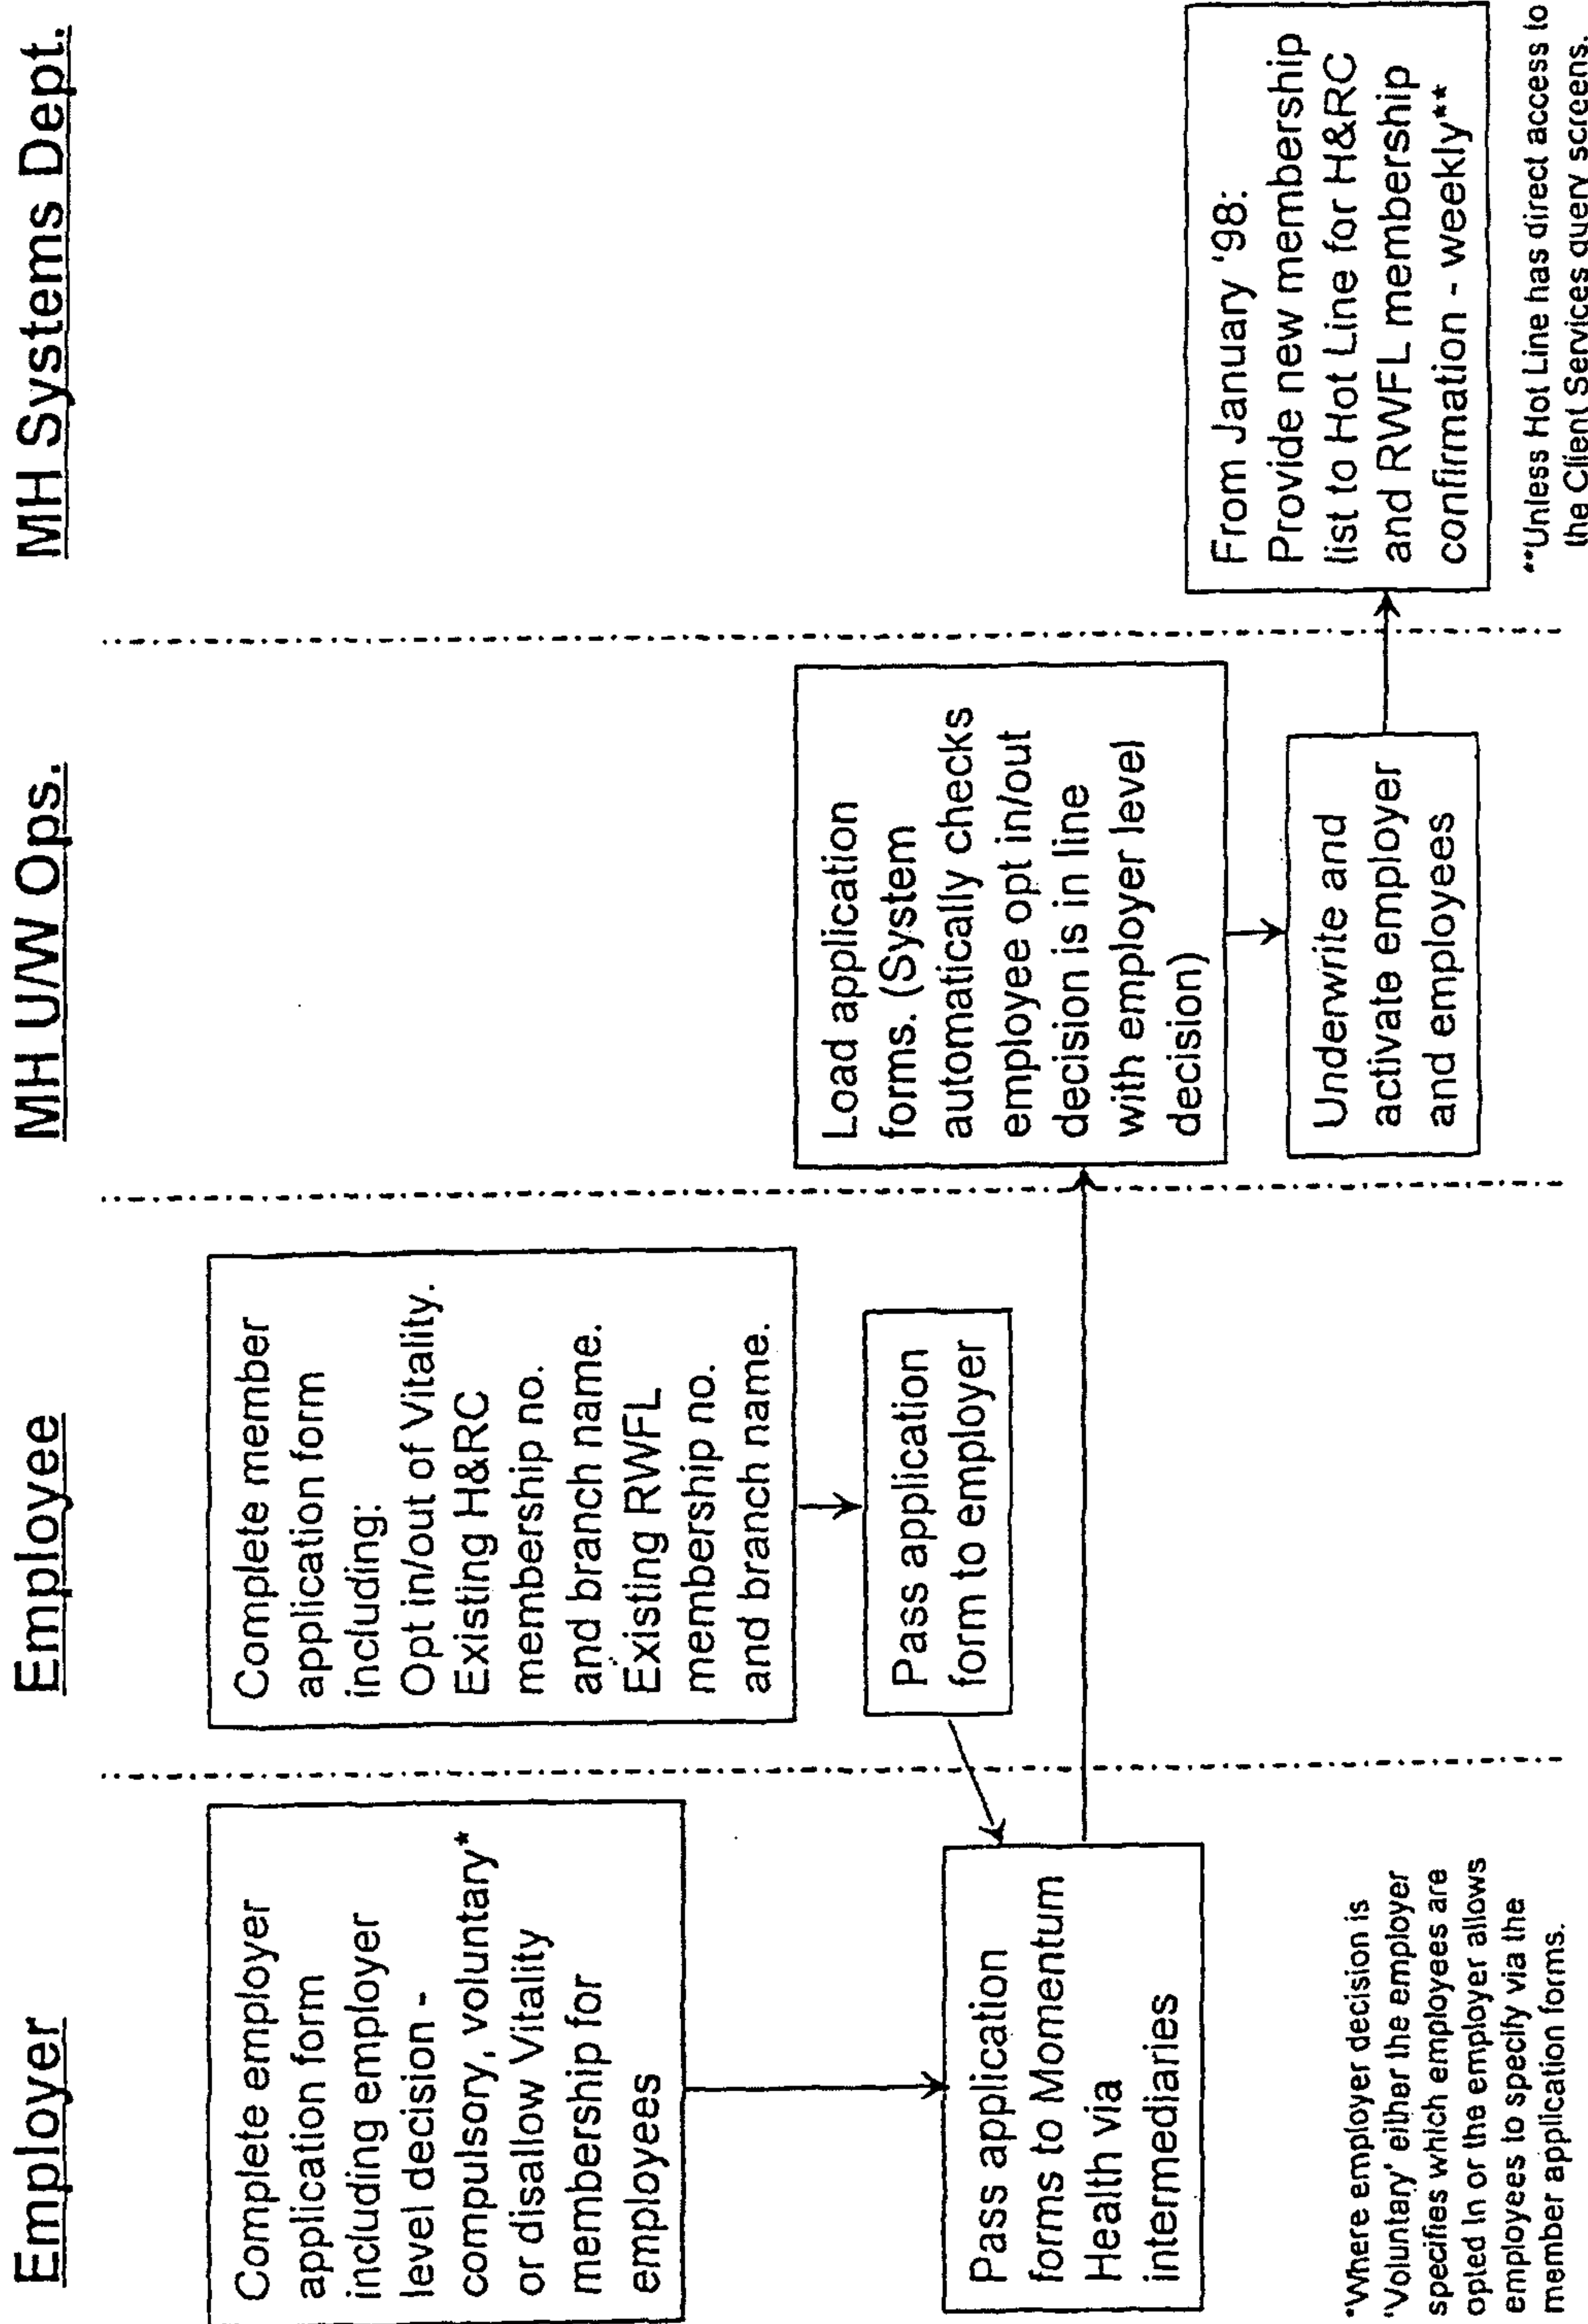 Employer
Employee
MH U/W Ops.
MH Systems Dept.
Complete employer
application form
including employer
level decision -
compulsory, voluntary*
or disallow Vitality
membership for
employees
Pass application
forms to Momentum
Health via
intermediaries
*Where employer decision is
'Voluntary' either the employer
specifies which employees are
opted in or the employer allows
employees to specify via the
member application forms.
Complete member
application form
including:
Opt in/out of Vitality.
Existing H&RC
membership no.
and branch name.
Existing RWFL
membership no.
and branch name.
Pass application
form to employer
Load application
forms. (System
automatically checks
employee opt in/out
decision is in line
with employer level
decision)
Underwrite and
activate employer
and employees
From January '98:
Provide new membership
list to Hot Line for H&RC
and RWFL membership
confirmation - weekly**
**Unless Hot Line has direct access to
the Client Services query screens.